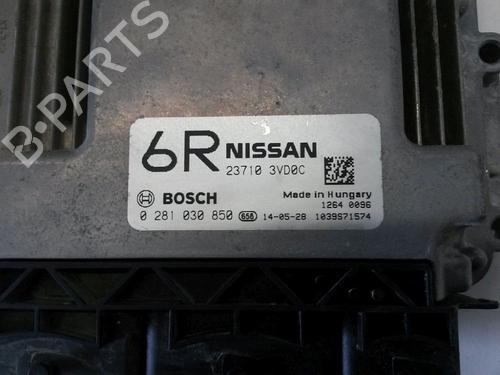 B-PARTS
6R NISSAN
23710 3VD0C
BOSCH
Made in Hungary
1264 0096
0 281 030 850 656 14-05-28 1039S71574